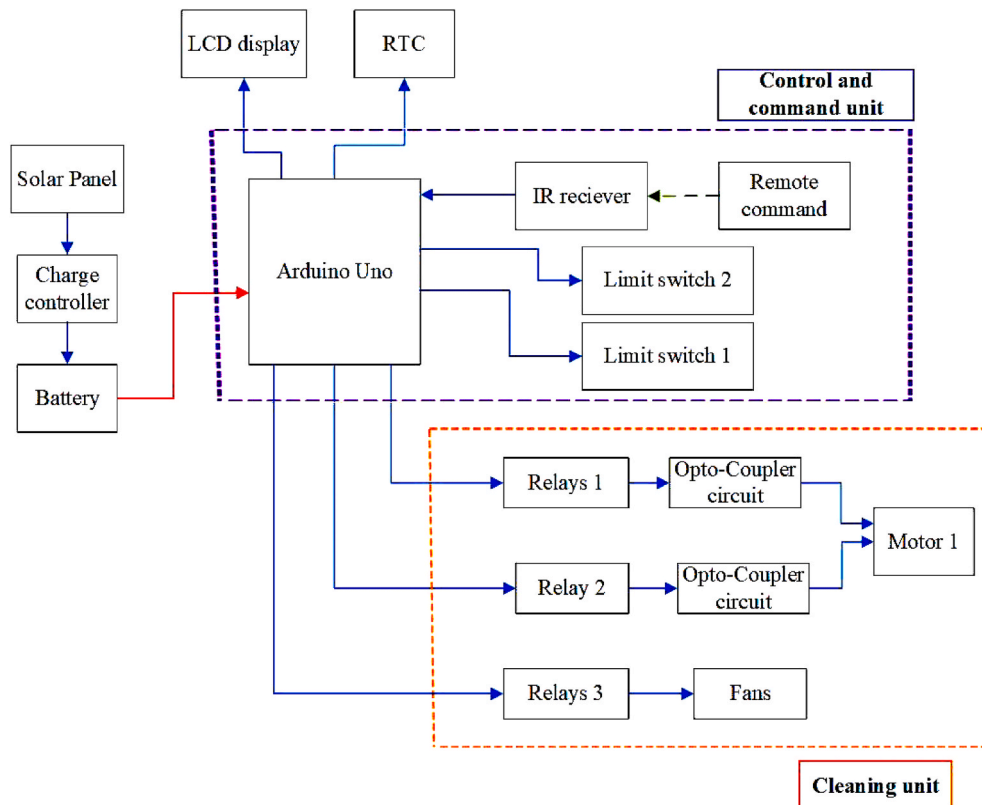 LCD display
RTC
Control and
command unit
Solar Panel
IR reciever
Remote
command
Charge
controller
Arduino Uno
Limit switch 2
Limit switch 1
Battery
Relays 1
Opto-Coupler
circuit
Motor 1
Relay 2
Opto-Coupler
circuit
Relays 3
Fans
Cleaning unit